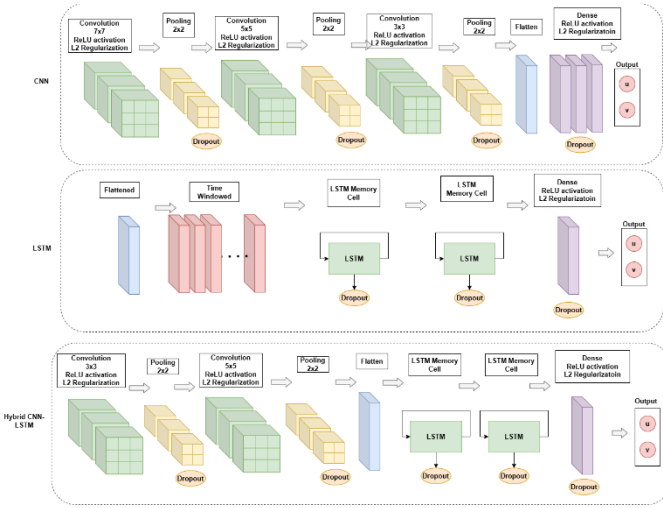 Convolution
7x7
ReLU activation
L2 Regularization
Pooling
2x2
Convolution
5x5
ReLU activation
L2 Regularization
Pooling
2x2
Convolution
3x3
ReLU activation
L2 Regularization
Pooling
2x2
Flatten
Dense
ReLU activation
L2 Regularizatoin
CNN
Output
u
v
Dropout
Dropout
Dropout
Dropout
Flattened
Time
Windowed
LSTM Memory
Cell
LSTM
Memory Cell
Dense
ReLU activation
L2 Regularizatoin
LSTM
LSTM
LSTM
Output
u
v
Dropout
Dropout
Dropout
Convolution
3x3
ReLU activation
L2 Regularization
Pooling
2x2
Convolution
5x5
ReLU activation
L2 Regularization
Pooling
2x2
Flatten
LSTM Memory
Cell
LSTM Memory
Cell
Dense
ReLU activation
L2 Regularizatoin
Hybrid CNN-
LSTM
LSTM
LSTM
Output
u
v
Dropout
Dropout
Dropout
Dropout
Dropout